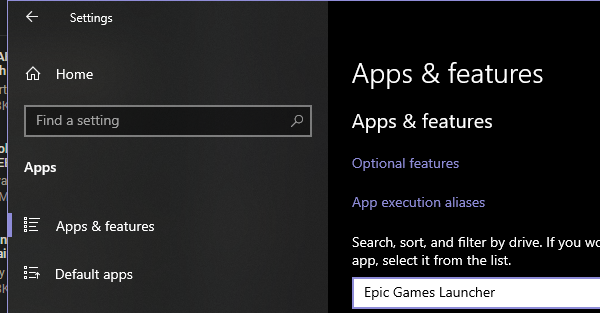 Settings
Home
Find a setting
Apps
Apps & features
Default apps
Apps & features
Apps & features
Optional features
App execution aliases
Search, sort, and filter by drive. If you wo
app, select it from the list.
Epic Games Launcher